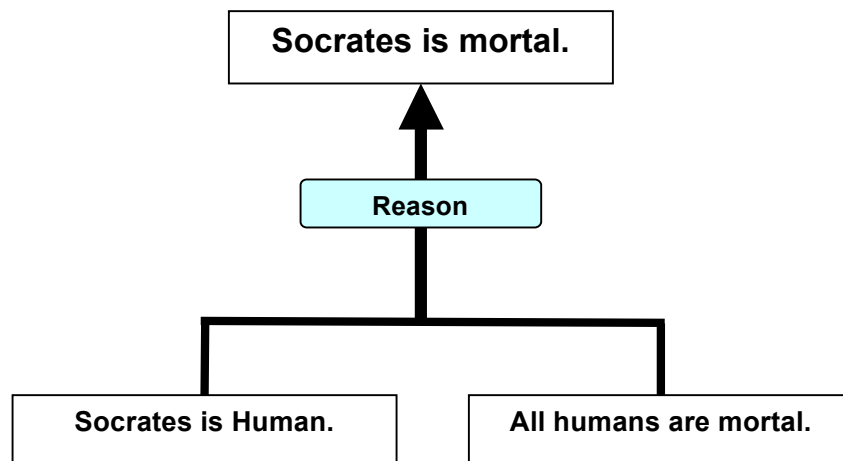 Socrates is mortal.
Reason
Socrates is Human.
All humans are mortal.